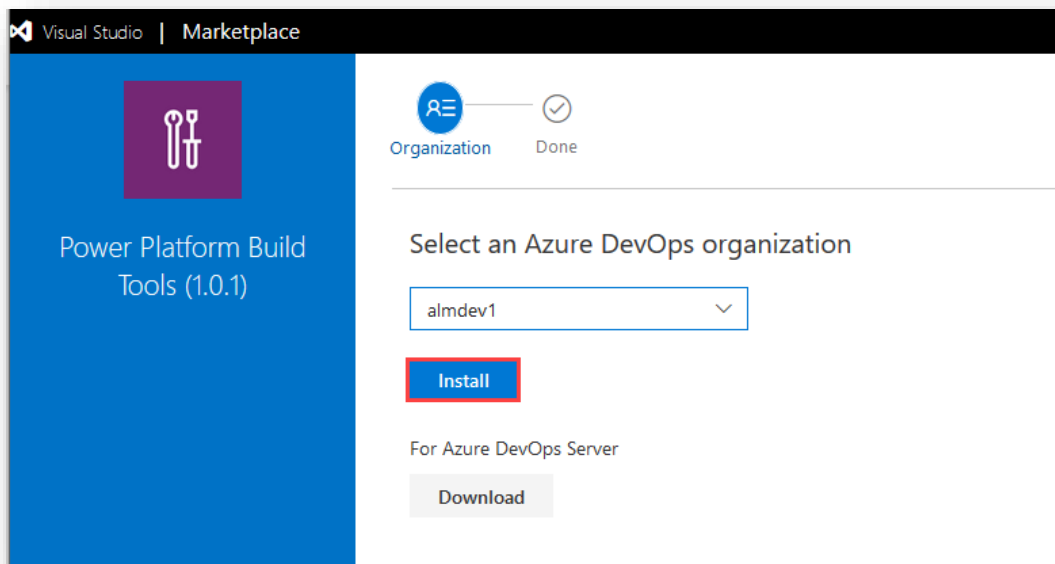 Visual Studio | Marketplace
Power Platform Build
Tools (1.0.1)
Organization
Done
Select an Azure DevOps organization
almdev1
Install
For Azure DevOps Server
Download